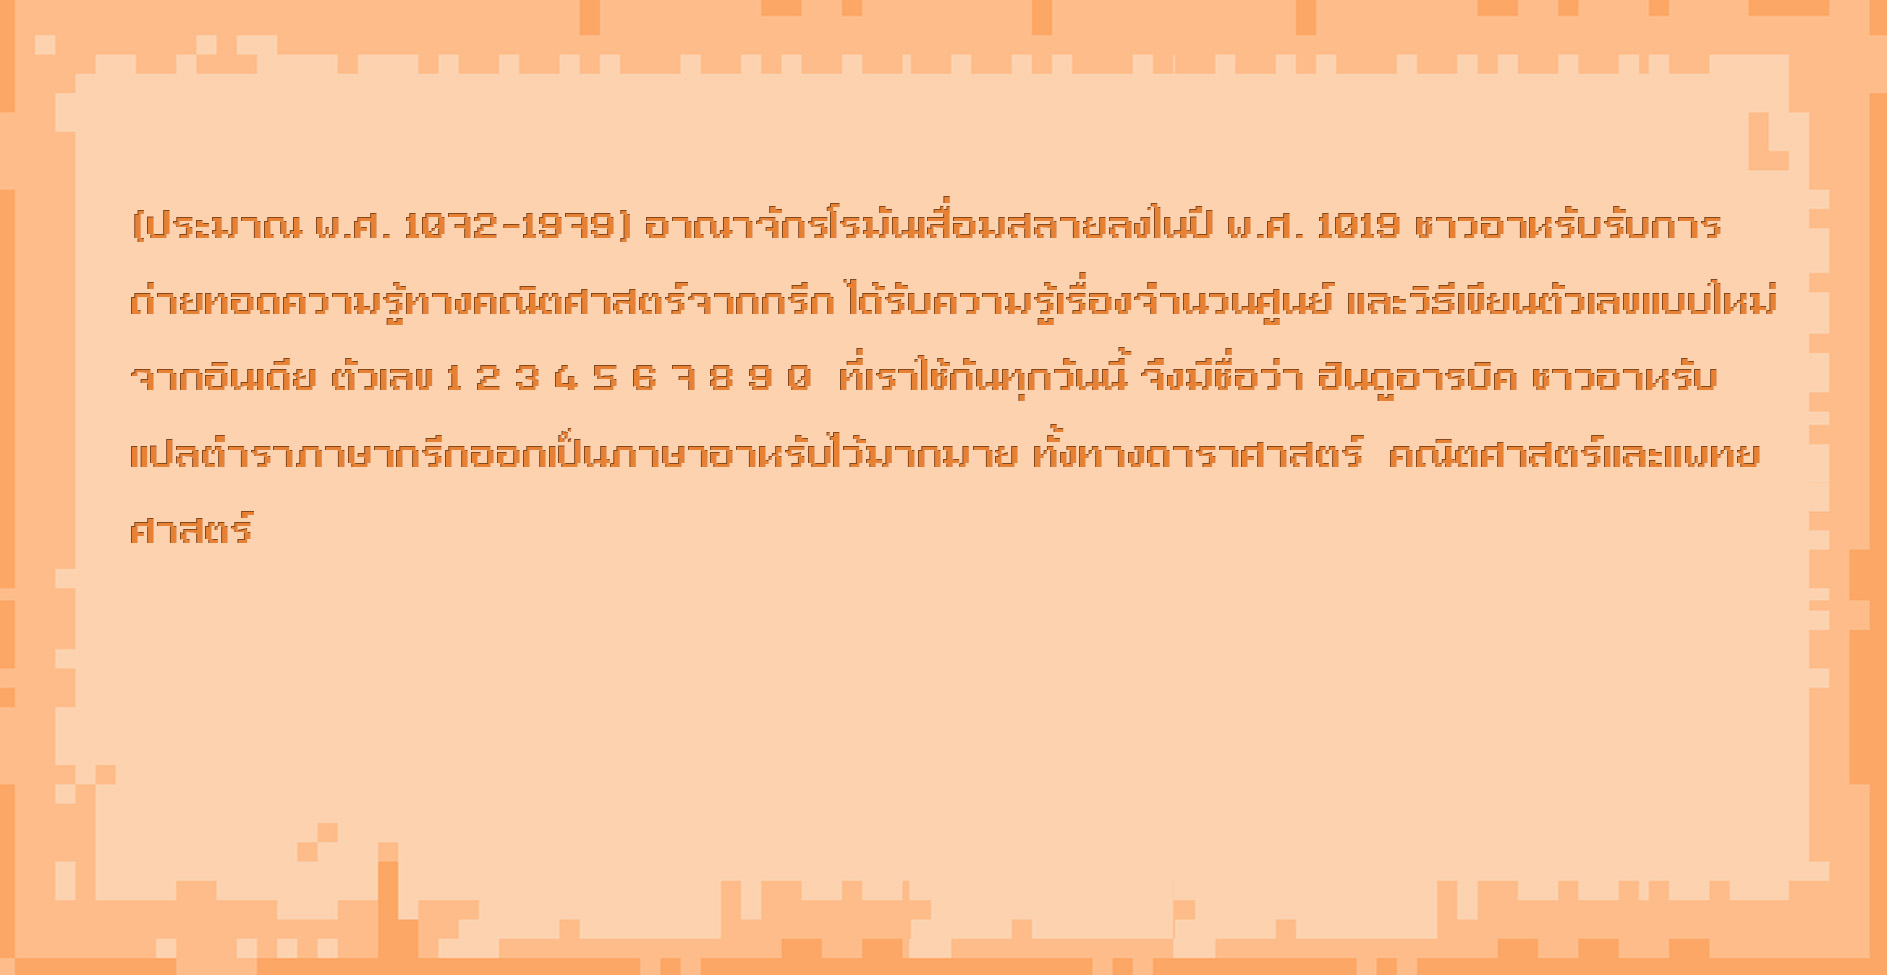 (ประมาณ พ.ศ. 1072-1979) อาณาจักรโรมันเสื่อมสลายลงในปี พ.ศ. 1019 ชาวอาหรับรับการ
ถ่ายทอดความรู้ทางคณิตศาสตร์จากกรีก ได้รับความรู้เรื่องจำนวนศูนย์ และวิธีเขียนตัวเลขแบบใหม่
จากอินเดีย ตัวเลข 1 2 3 4 5 6 7 8 9 0 ที่เราใช้กันทุกวันนี้ จึงมีชื่อว่า ฮินดูอารบิค ชาวอาหรับ
แปลตำราภาษากรีกออกเป็นภาษาอาหรับไว้มากมาย ทั้งทางดาราศาสตร์ คณิตศาสตร์และแพทย
ศาสตร์